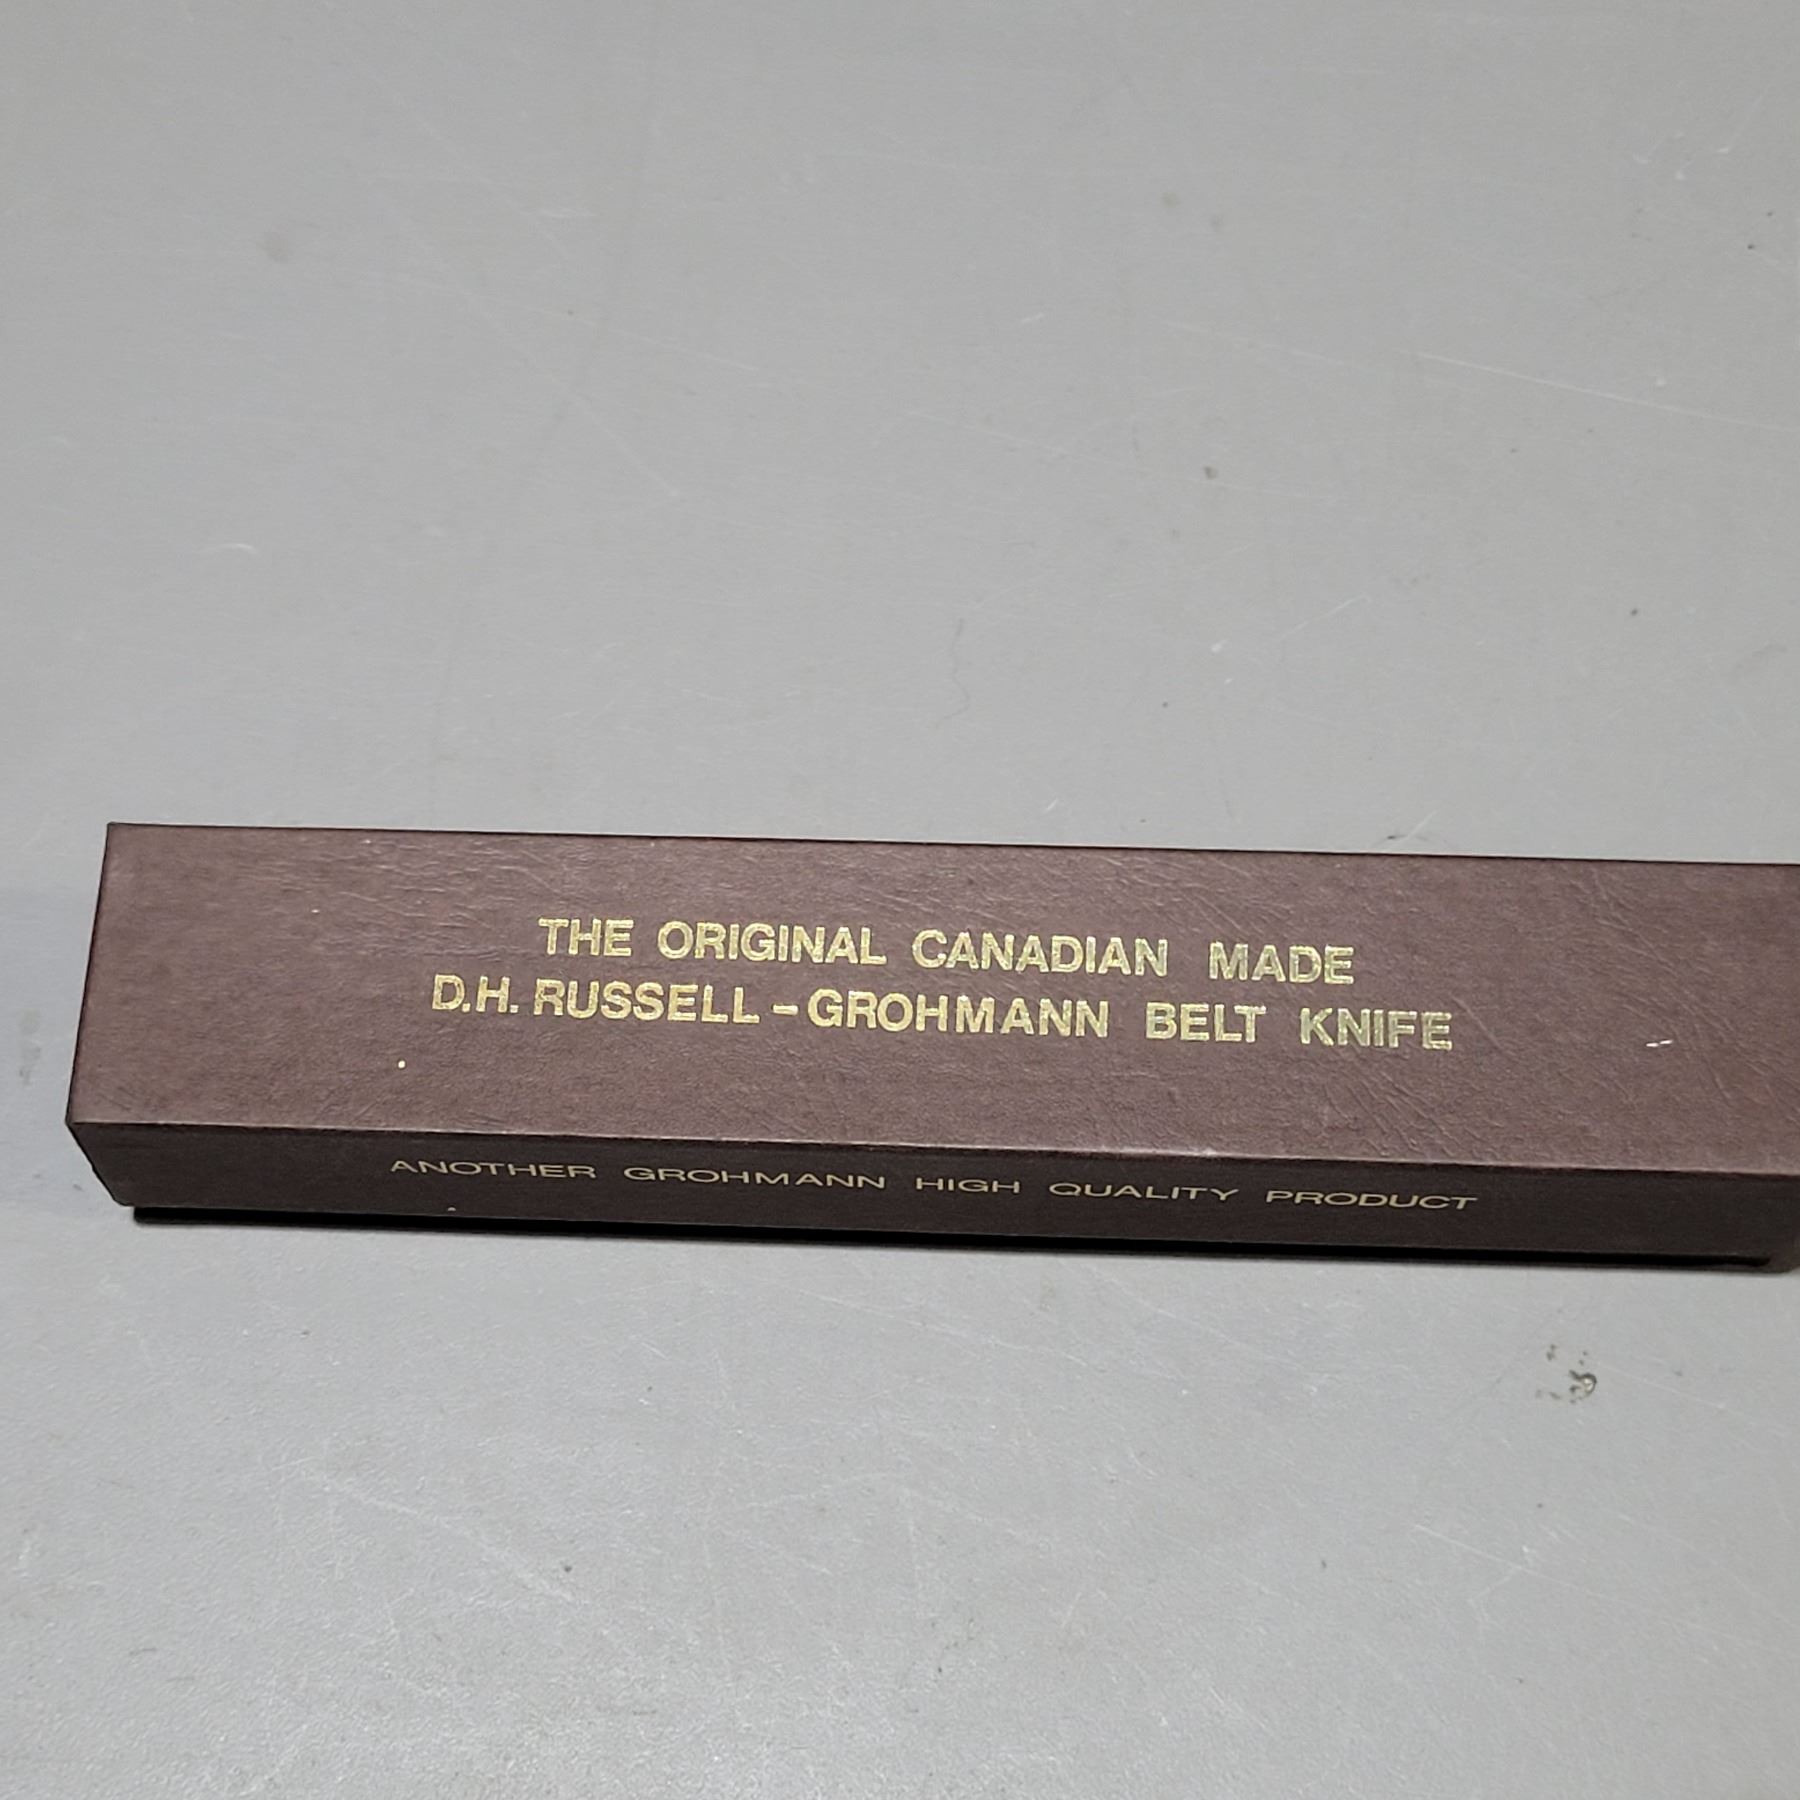 THE ORIGINAL CANADIAN MADE
D.H. RUSSELL – GROHMANN BELT KNIFE
ANOTHER GROHMANN HIGH QUALITY PRODUCT